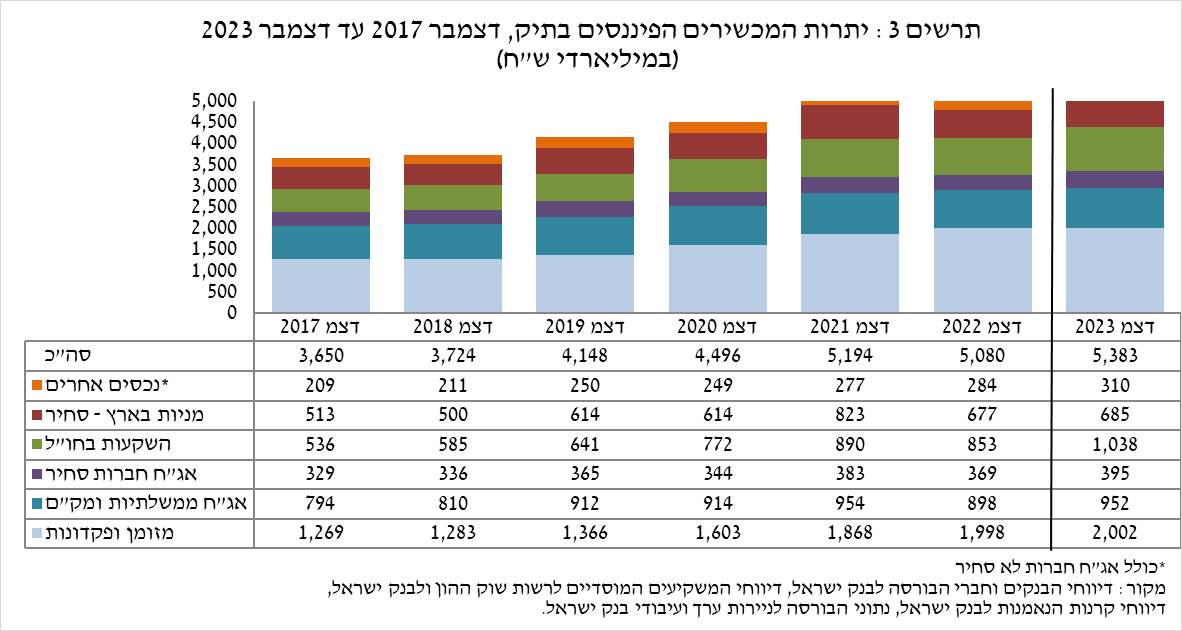 תרשים 3 : יתרות המכשירים הפיננסים בתיק, דצמבר 2017 עד דצמבר 2023
(במיליארדי ש"ח)
5,000
4,500
4,000
3,500
3,000
2,500
2,000
1,500
1,000
500
0
דצמ 2017 דצמ 2018 דצמ 2019 דצמ 2020 דצמ 2021 דצמ 2022 דצמ 2023
סה"כ 3,650 3,724 4,148 4,496 5,194 5,080 5,383
נכסים אחרים* 209 211 250 249 277 284 310
מניות בארץ - סחיר 513 500 614 614 823 677 685
השקעות בחו"ל 536 585 641 772 890 853 1,038
אג"ח חברות סחיר 329 336 365 344 383 369 395
אג"ח ממשלתיות ומק"ם 794 810 912 914 954 898 952
מזומן ופקדונות 1,269 1,283 1,366 1,603 1,868 1,998 2,002
*כולל אג"ח חברות לא סחיר
מקור : דיווחי הבנקים וחברי הבורסה לבנק ישראל, דיווחי המשקיעים המוסדיים לרשות שוק ההון ולבנק ישראל,
דיווחי קרנות הנאמנות לבנק ישראל, נתוני הבורסה לניירות ערך ועיבודי בנק ישראל.